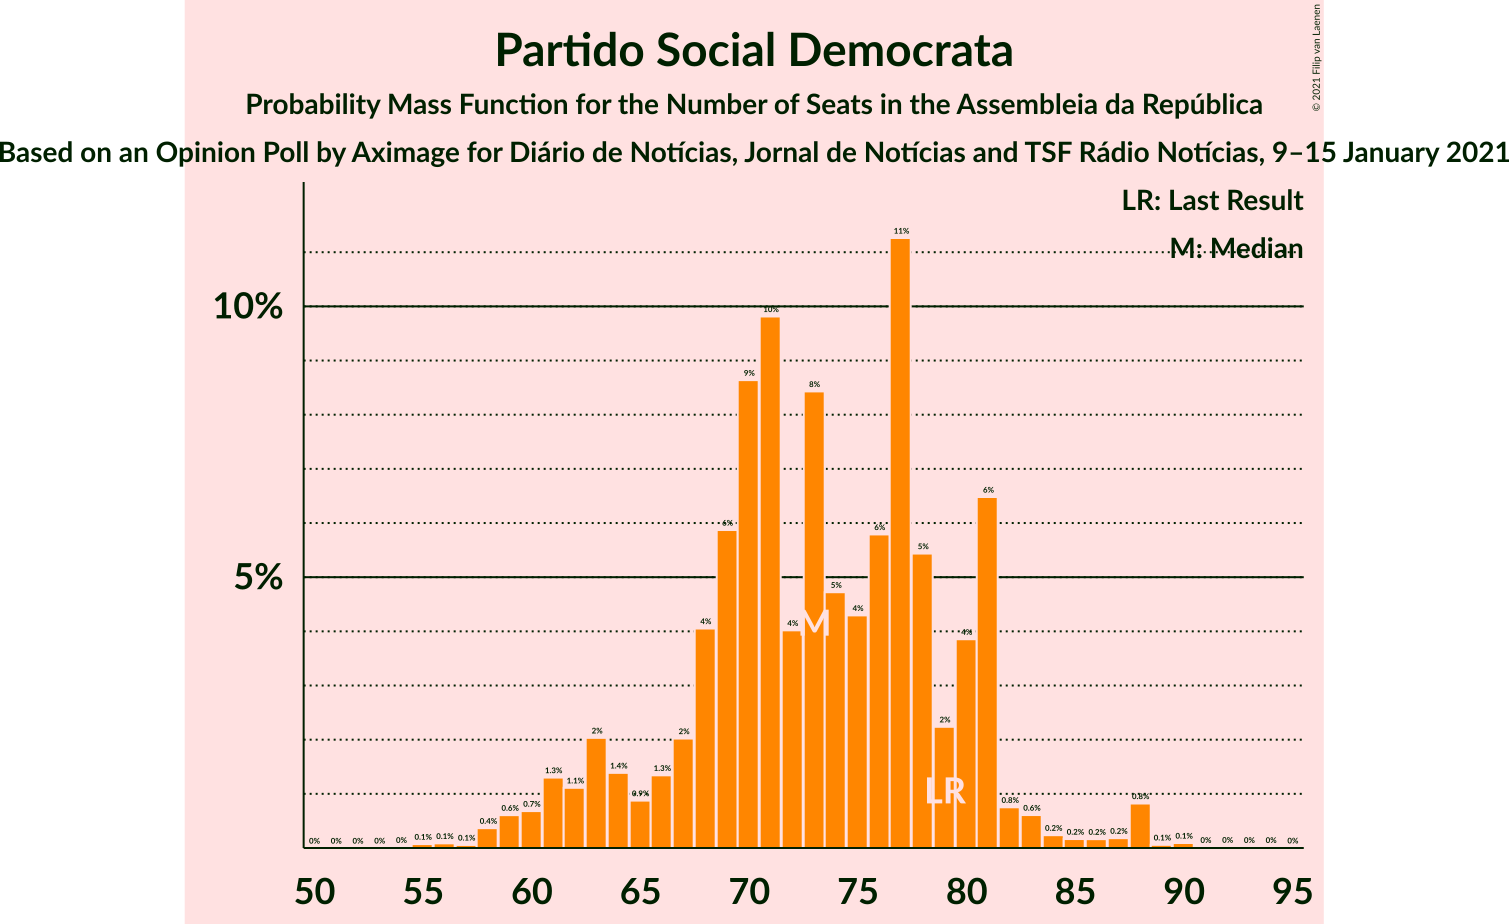 Partido Social Democrata
Probability Mass Function for the Number of Seats in the Assembleia da República
Based on an Opinion Poll by Aximage for Diário de Notícias, Jornal de Notícias and TSF Rádio Notícias, 9–15 January 2021
© 2021 Filip van Laenen
LR: Last Result
M: Median
10%
5%
0% 0% 0% 0% 0% 0.1% 0.1% 0.1% 0.4% 0.6% 0.7% 1.3% 1.1% 2% 1.4% 0.9% 1.3% 2% 4% 6% 9% 10% 4% 8% 5% 4% 6% 11% 5% 2% 4% 6% 0.8% 0.6% 0.2% 0.2% 0.2% 0.2% 0.8% 0.1% 0.1% 0% 0% 0% 0% 0%
M
LR
50 55 60 65 70 75 80 85 90 95